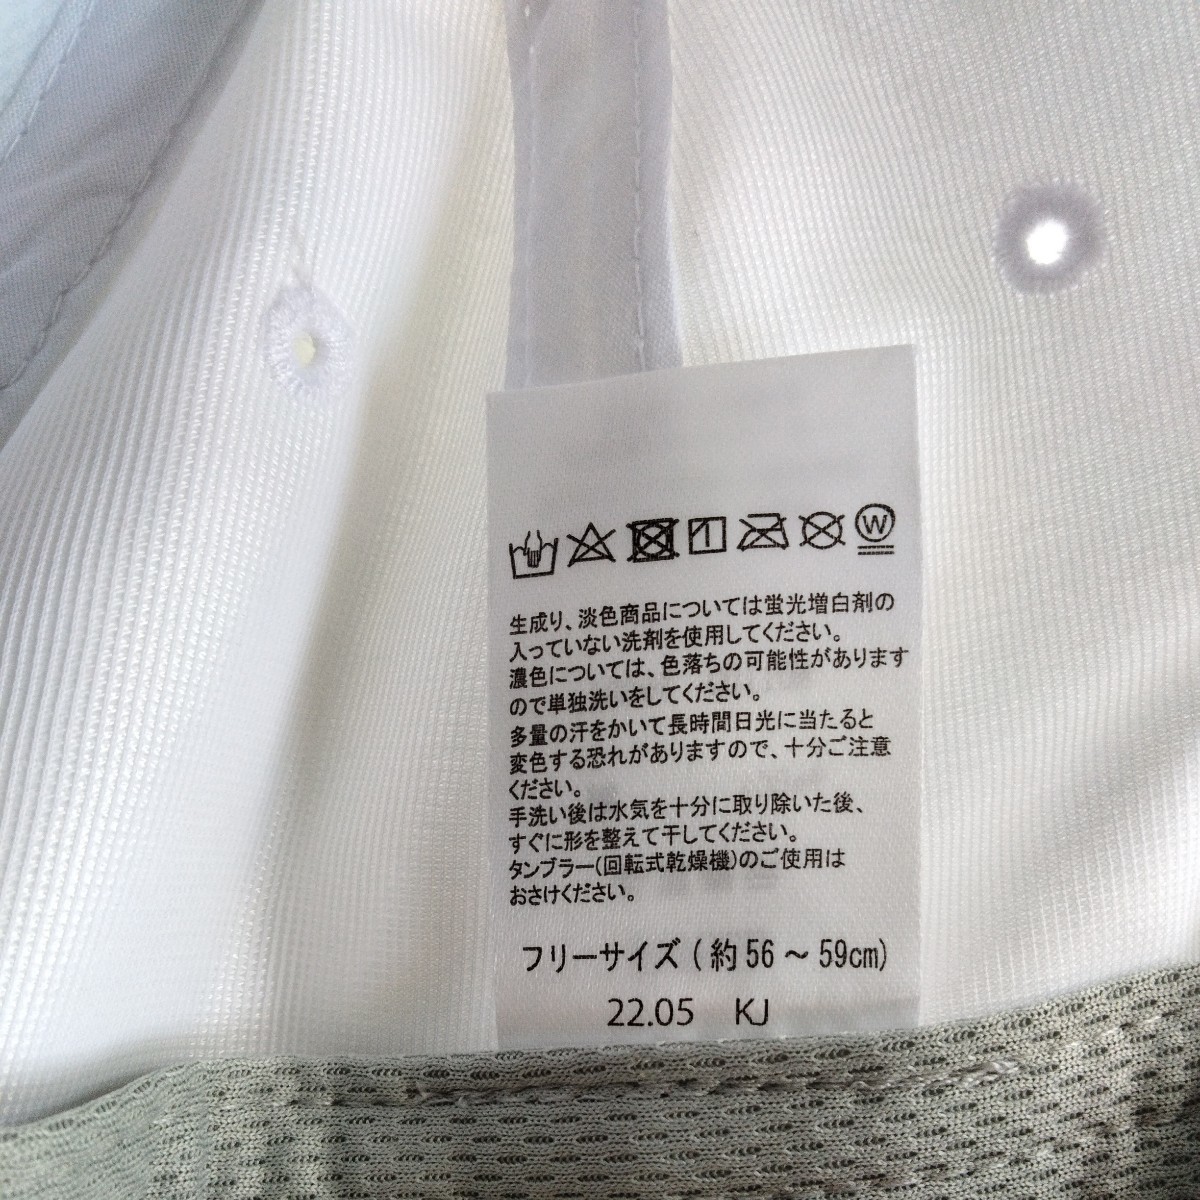 W
生成り、淡色商品については蛍光増白剤の
入っていない洗剤を使用してください。
濃色については、色落ちの可能性があります
ので単独洗いをしてください。
多量の汗をかいて長時間日光に当たると
変色する恐れがありますので、十分ご注意
ください。
手洗い後は水気を十分に取り除いた後、
すぐに形を整えて干してください。
タンブラー(回転式乾燥機)のご使用は
おさけください。
フリーサイズ ( 約 56 ～ 59cm)
22.05 KJ